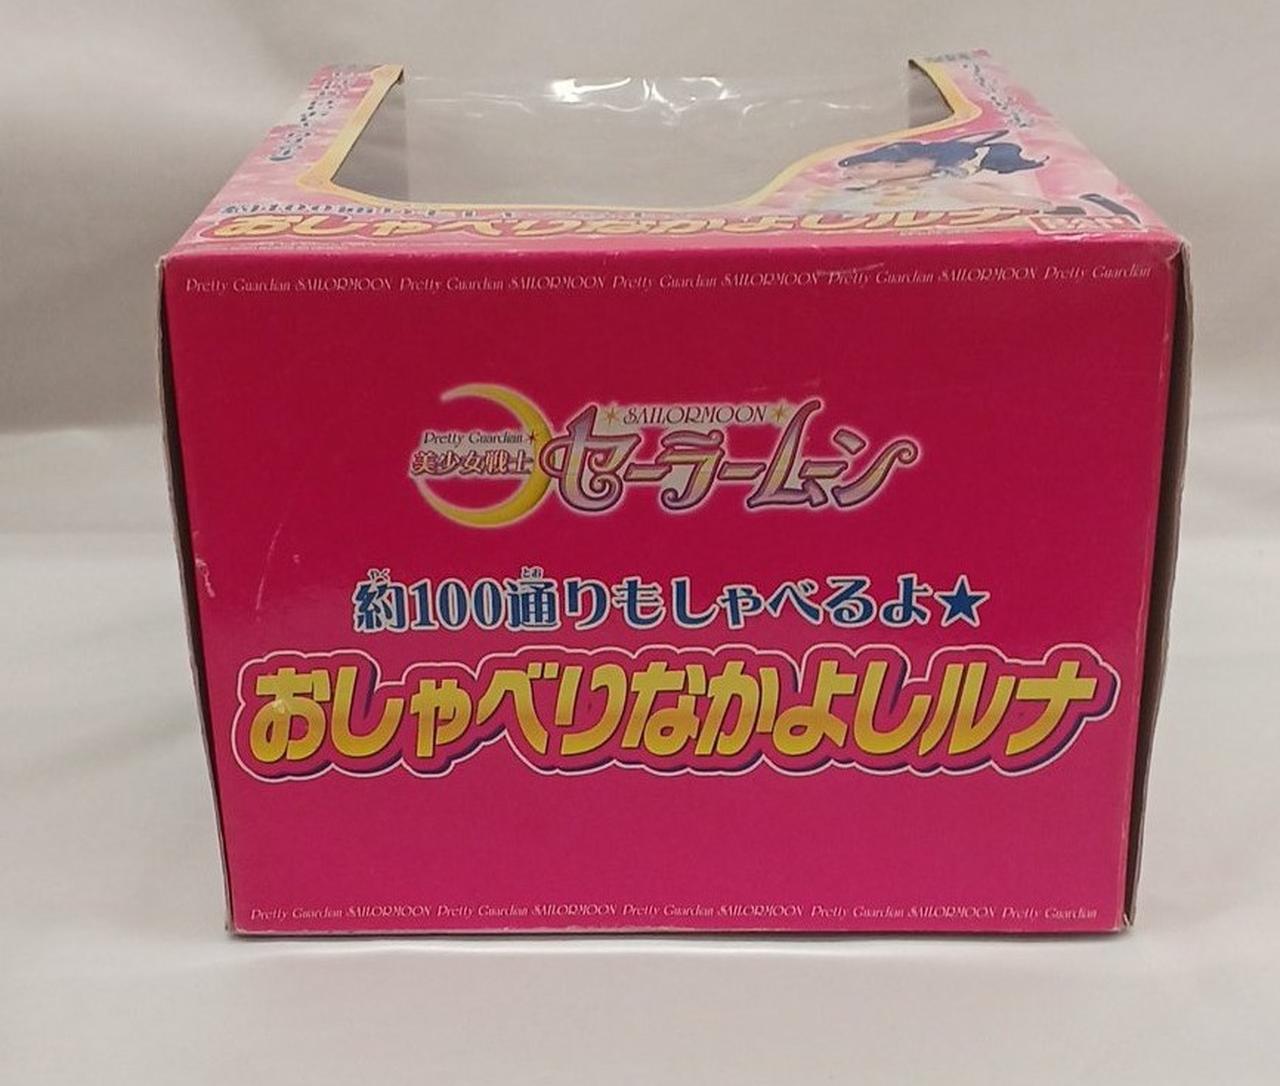 おしゃべりなかよしルナ
Pretty Guardian SAILORMOON Pretty Guardian SAILORMOON Pretty Guardian SAILORMOON Pretty Guardian SAILORMOON Pretty Guardian
SAILORMOON
Pretty Guardian
美少女戦士
セーラームーン
やく とお
約100通りもしゃべるよ★
おしゃべりなかよしルナ
Pretty Guardian SAILORMOON Pretty Guardian SAILORMOON Pretty Guardian SAILORMOON Pretty Guardian SAILORMOON Pretty Guardian